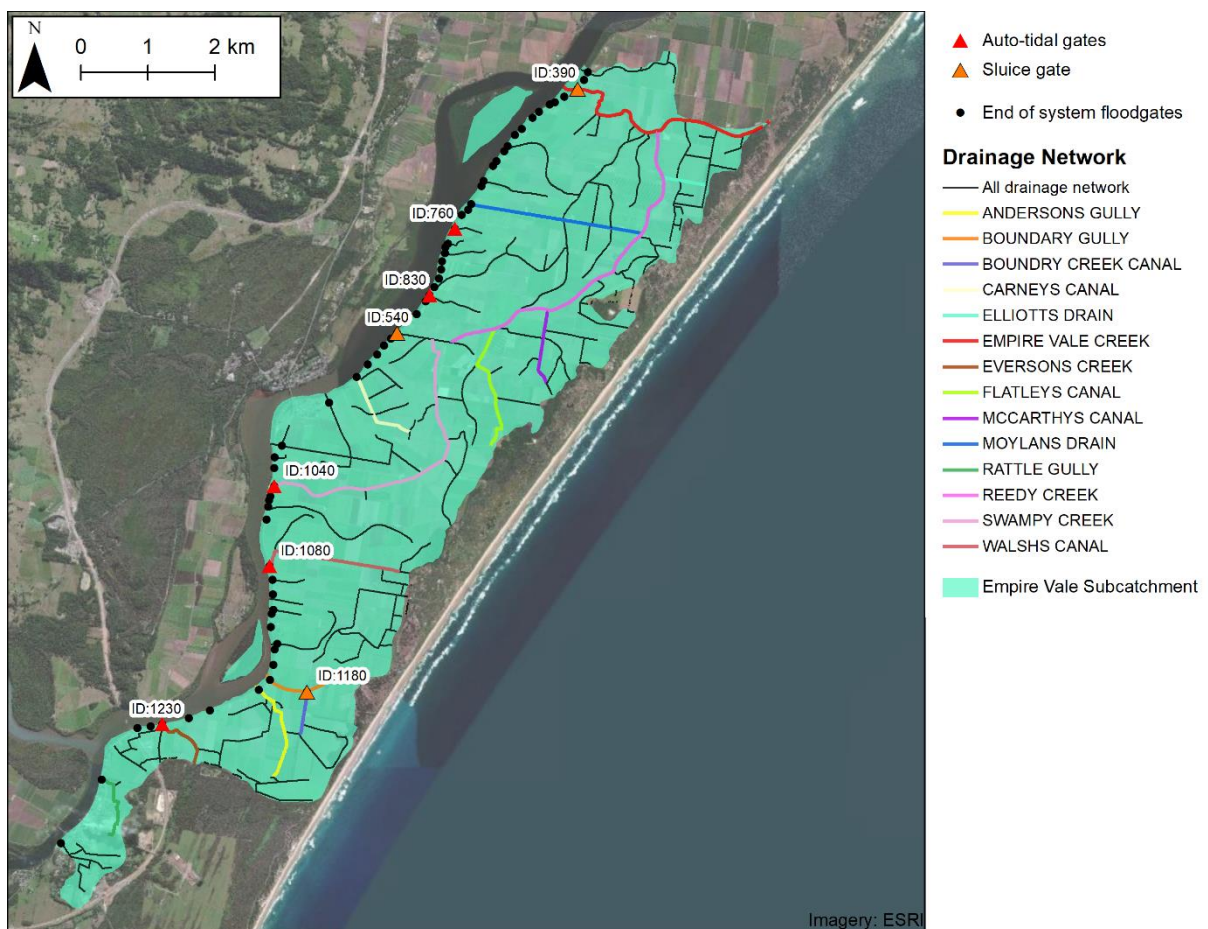 N
0 1 2 km
ID:390
ID:760
ID:830
ID:540
ID:1040
ID:1080
ID:1180
ID:1230
Imagery: ESRI
Auto-tidal gates
Sluice gate
End of system floodgates
Drainage Network
All drainage network
ANDERSONS GULLY
BOUNDARY GULLY
BOUNDRY CREEK CANAL
CARNEYS CANAL
ELLIOTTS DRAIN
EMPIRE VALE CREEK
EVERSONS CREEK
FLATLEYS CANAL
MCCARTHYS CANAL
MOYLANS DRAIN
RATTLE GULLY
REEDY CREEK
SWAMPY CREEK
WALSHS CANAL
Empire Vale Subcatchment